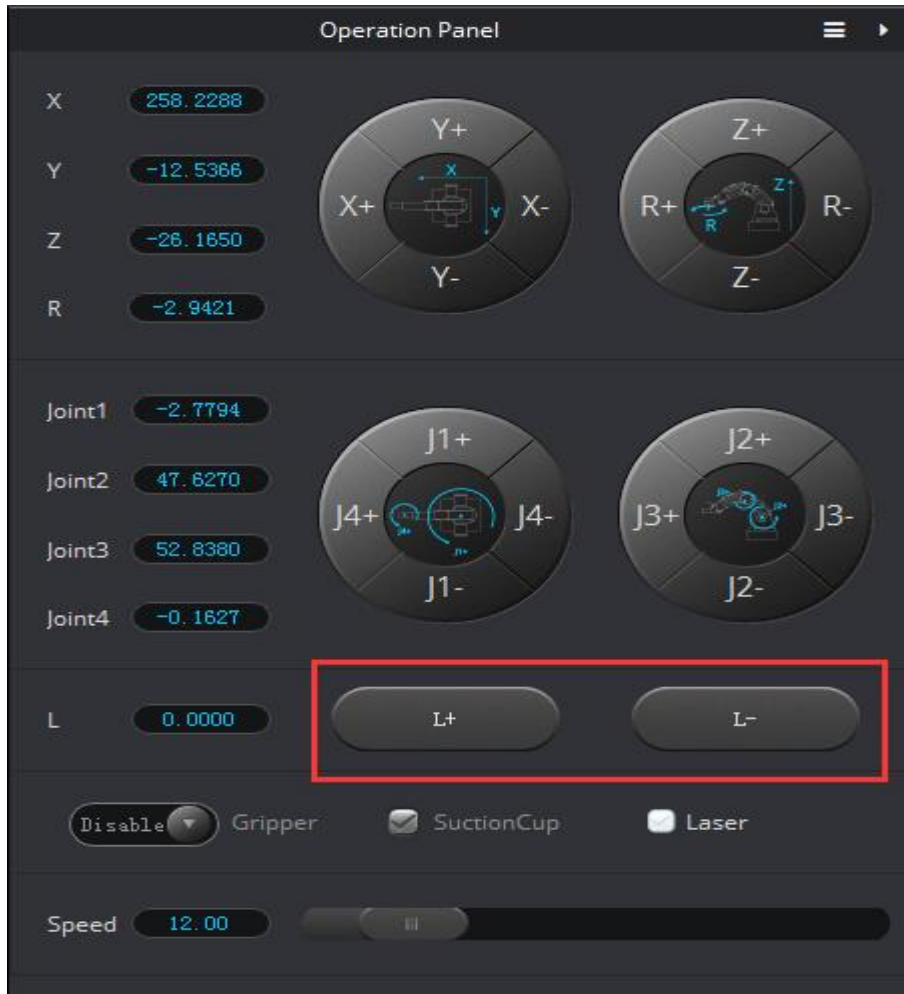 Operation Panel
X 258.2288
Y -12.5366
Z -26.1650
R -2.9421
Y+
X+ X-
Y-
X
Y
Z+
R+ R-
Z-
Z
R
Joint1 -2.7794
Joint2 47.6270
Joint3 52.8380
Joint4 -0.1627
J1+
J4+ J4-
J1-
J2+
J3+ J3-
J2-
L 0.0000 L+ L-
Disable Gripper SuctionCup Laser
Speed 12.00